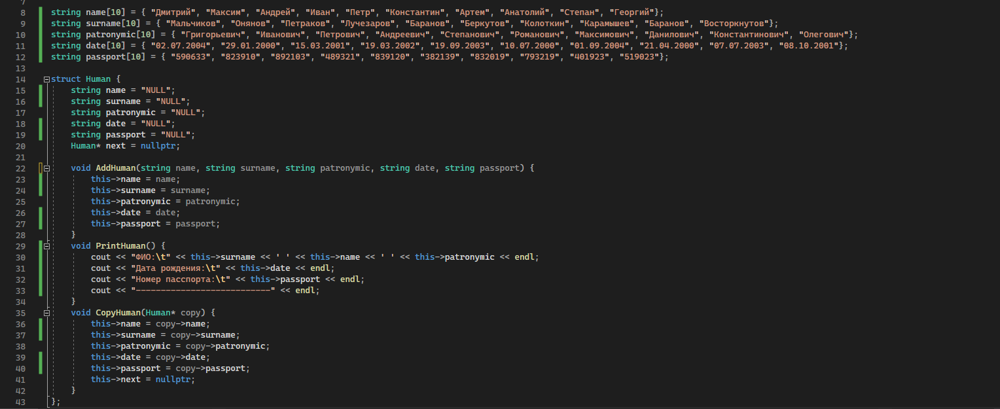 7
8 string name[10] = { "Дмитрий", "Максим", "Андрей", "Иван", "Петр", "Константин", "Артем", "Анатолий", "Степан", "Георгий"};
9 string surname[10] = { "Мальчиков", "Онянов", "Петраков", "Лучезаров", "Баранов", "Беркутов", "Колоткин", "Карамышев", "Баранов", "Восторкнутов"};
10 string patronymic[10] = { "Григорьевич", "Иванович", "Петрович", "Андреевич", "Степанович", "Романович", "Максимович", "Данилович", "Константинович", "Олегович"};
11 string date[10] = { "02.07.2004", "29.01.2000", "15.03.2001", "19.03.2002", "19.09.2003", "10.07.2000", "01.09.2004", "21.04.2000", "07.07.2003", "08.10.2001"};
12 string passport[10] = { "590633", "823910", "892103", "489321", "839120", "382139", "832019", "793219", "401923", "519023"};
13
14 struct Human {
15 string name = "NULL";
16 string surname = "NULL";
17 string patronymic = "NULL";
18 string date = "NULL";
19 string passport = "NULL";
20 Human* next = nullptr;
21
22 void AddHuman(string name, string surname, string patronymic, string date, string passport) {
23 this->name = name;
24 this->surname = surname;
25 this->patronymic = patronymic;
26 this->date = date;
27 this->passport = passport;
28 }
29 void PrintHuman() {
30 cout << "ФИО:\t" << this->surname << ' ' << this->name << ' ' << this->patronymic << endl;
31 cout << "Дата рождения:\t" << this->date << endl;
32 cout << "Номер пасспорта:\t" << this->passport << endl;
33 cout << "---------------------------" << endl;
34 }
35 void CopyHuman(Human* copy) {
36 this->name = copy->name;
37 this->surname = copy->surname;
38 this->patronymic = copy->patronymic;
39 this->date = copy->date;
40 this->passport = copy->passport;
41 this->next = nullptr;
42 }
43 };